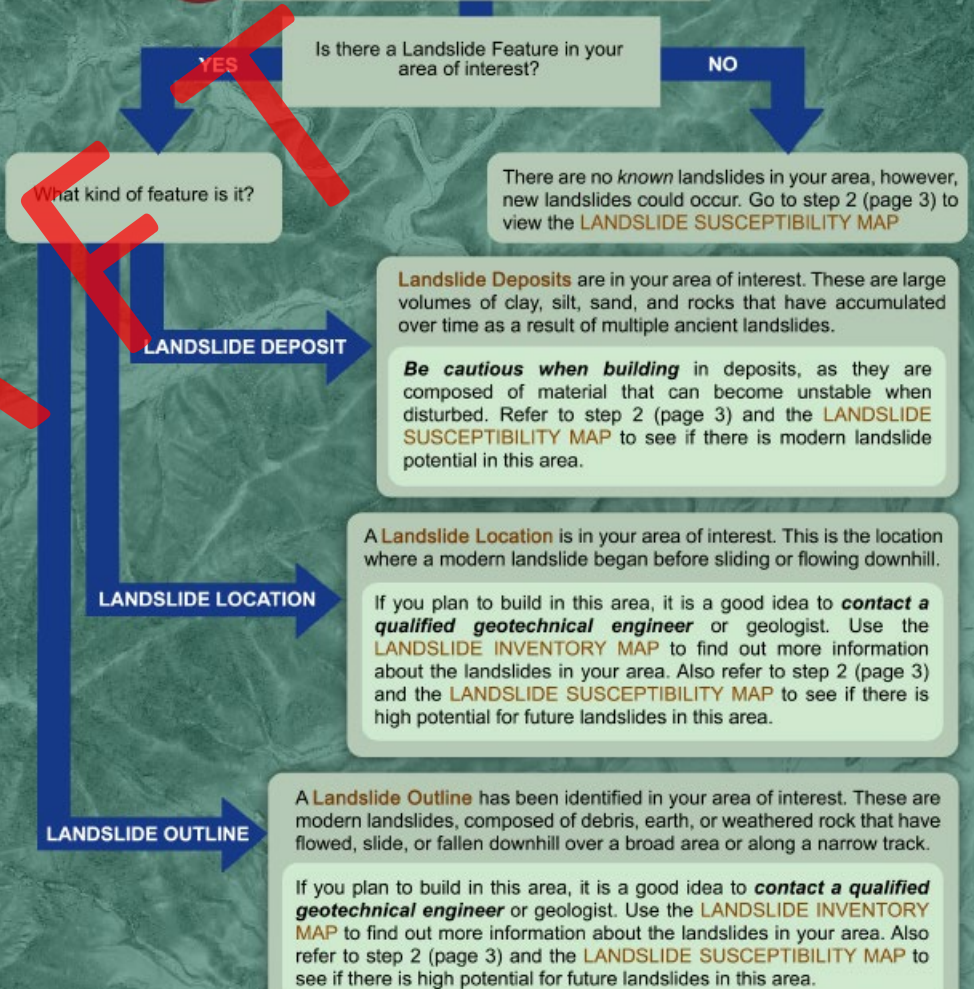 Is there a Landslide Feature in your
area of interest?
YES
NO
What kind of feature is it?
There are no known landslides in your area, however,
new landslides could occur. Go to step 2 (page 3) to
view the LANDSLIDE SUSCEPTIBILITY MAP
LANDSLIDE DEPOSIT
Landslide Deposits are in your area of interest. These are large
volumes of clay, silt, sand, and rocks that have accumulated
over time as a result of multiple ancient landslides.
Be cautious when building in deposits, as they are
composed of material that can become unstable when
disturbed. Refer to step 2 (page 3) and the LANDSLIDE
SUSCEPTIBILITY MAP to see if there is modern landslide
potential in this area.
LANDSLIDE LOCATION
A Landslide Location is in your area of interest. This is the location
where a modern landslide began before sliding or flowing downhill.
If you plan to build in this area, it is a good idea to contact a
qualified geotechnical engineer or geologist. Use the
LANDSLIDE INVENTORY MAP to find out more information
about the landslides in your area. Also refer to step 2 (page 3)
and the LANDSLIDE SUSCEPTIBILITY MAP to see if there is
high potential for future landslides in this area.
LANDSLIDE OUTLINE
A Landslide Outline has been identified in your area of interest. These are
modern landslides, composed of debris, earth, or weathered rock that have
flowed, slide, or fallen downhill over a broad area or along a narrow track.
If you plan to build in this area, it is a good idea to contact a qualified
geotechnical engineer or geologist. Use the LANDSLIDE INVENTORY
MAP to find out more information about the landslides in your area. Also
refer to step 2 (page 3) and the LANDSLIDE SUSCEPTIBILITY MAP to
see if there is high potential for future landslides in this area.
FT